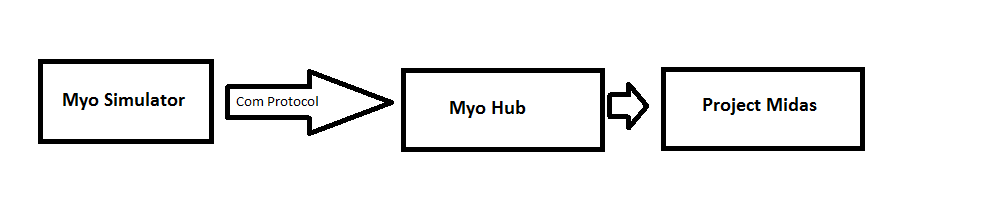 Myo Simulator
Com Protocol
Myo Hub
Project Midas